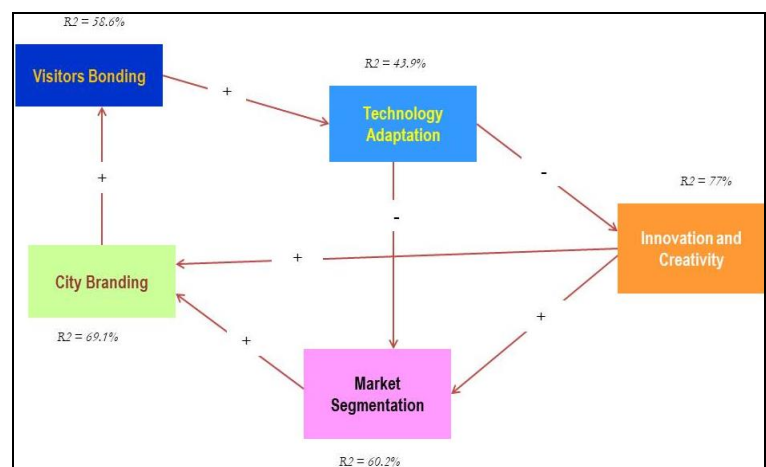 R2 = 58.6%
Visitors Bonding
R2 = 43.9%
+
Technology
Adaptation
R2 = 77%
+
-
-
Innovation and
Creativity
+
City Branding
+
R2 = 69.1%
+
Market
Segmentation
R2 = 60.2%